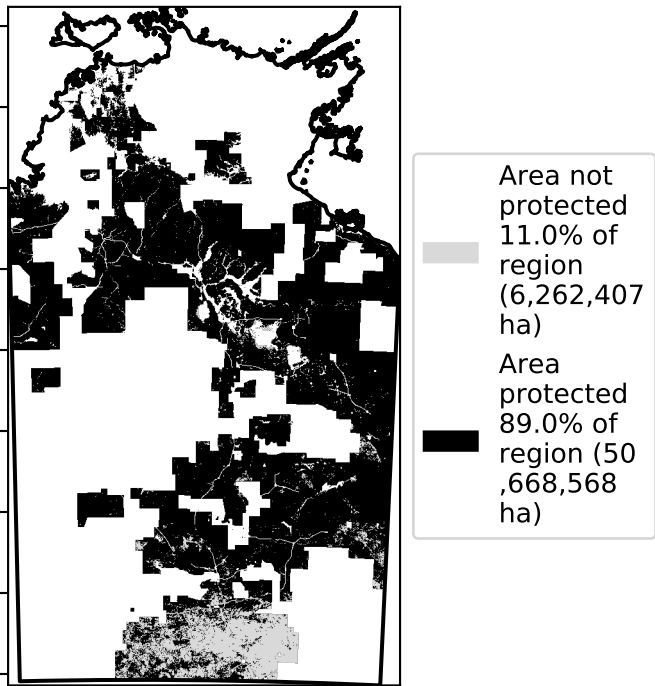 Area not
protected
11.0% of
region
(6,262,407
ha)
Area
protected
89.0% of
region (50
,668,568
ha)